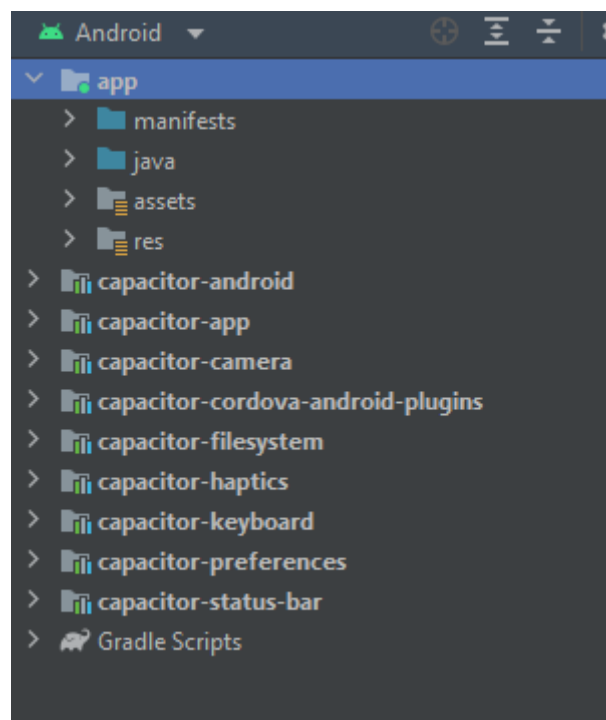 Android
app
manifests
java
assets
res
capacitor-android
capacitor-app
capacitor-camera
capacitor-cordova-android-plugins
capacitor-filesystem
capacitor-haptics
capacitor-keyboard
capacitor-preferences
capacitor-status-bar
Gradle Scripts